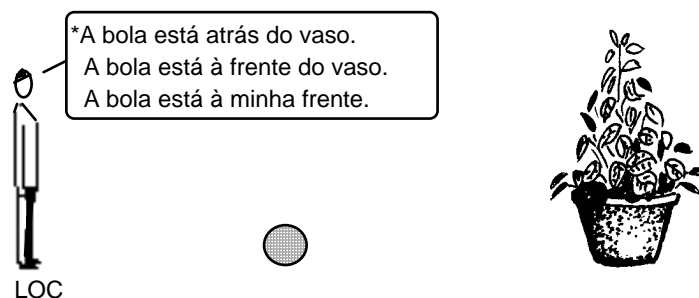 *A bola está atrás do vaso.
A bola está à frente do vaso.
A bola está à minha frente.
LOC